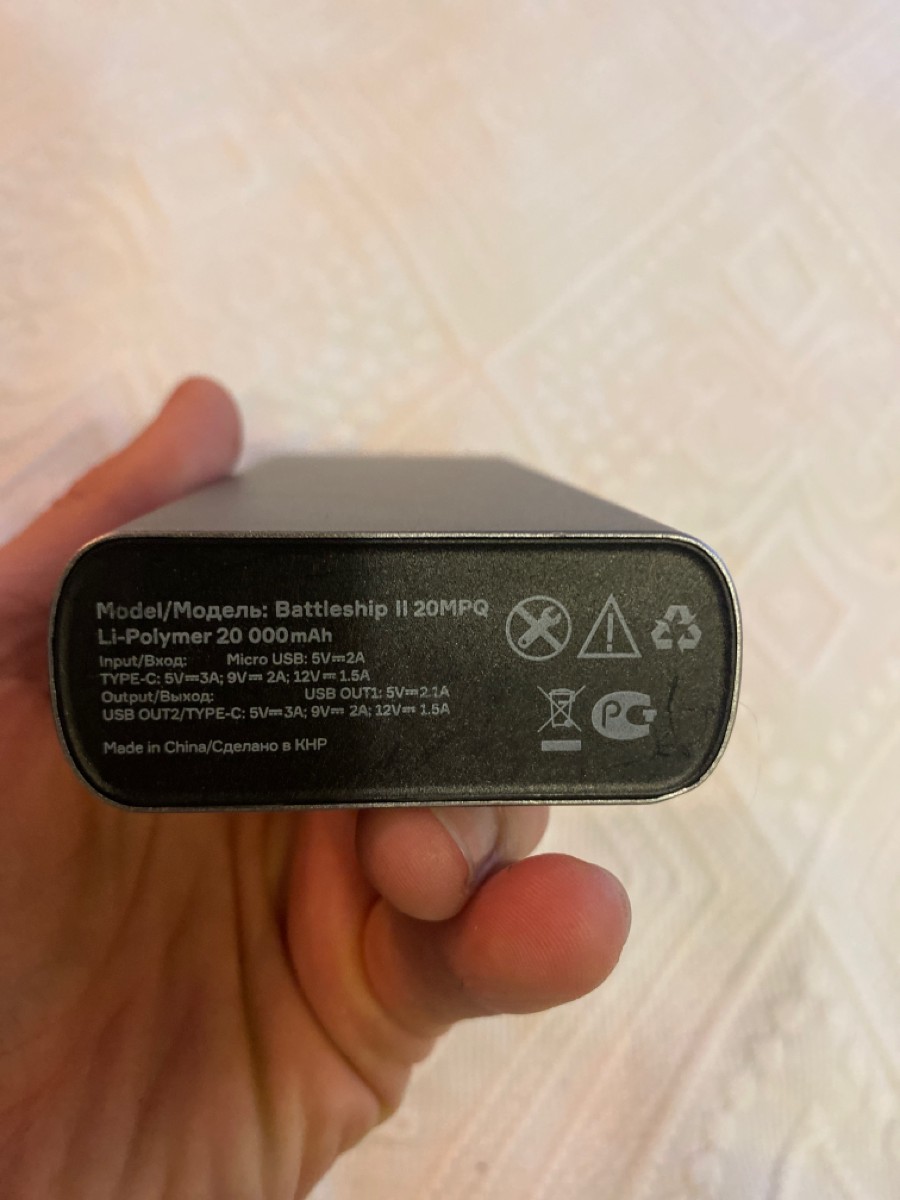 Model/Модель: Battleship II 20MPQ
Li-Polymer 20 000mAh
Input/Вход: Micro USB: 5V⎓2A
TYPE-C: 5V⎓3A; 9V⎓ 2A; 12V⎓ 1.5A
Output/Выход: USB OUT1: 5V⎓2.1A
USB OUT2/TYPE-C: 5V⎓3A; 9V⎓ 2A; 12V⎓ 1.5A
Made in China/Сделано в КНР